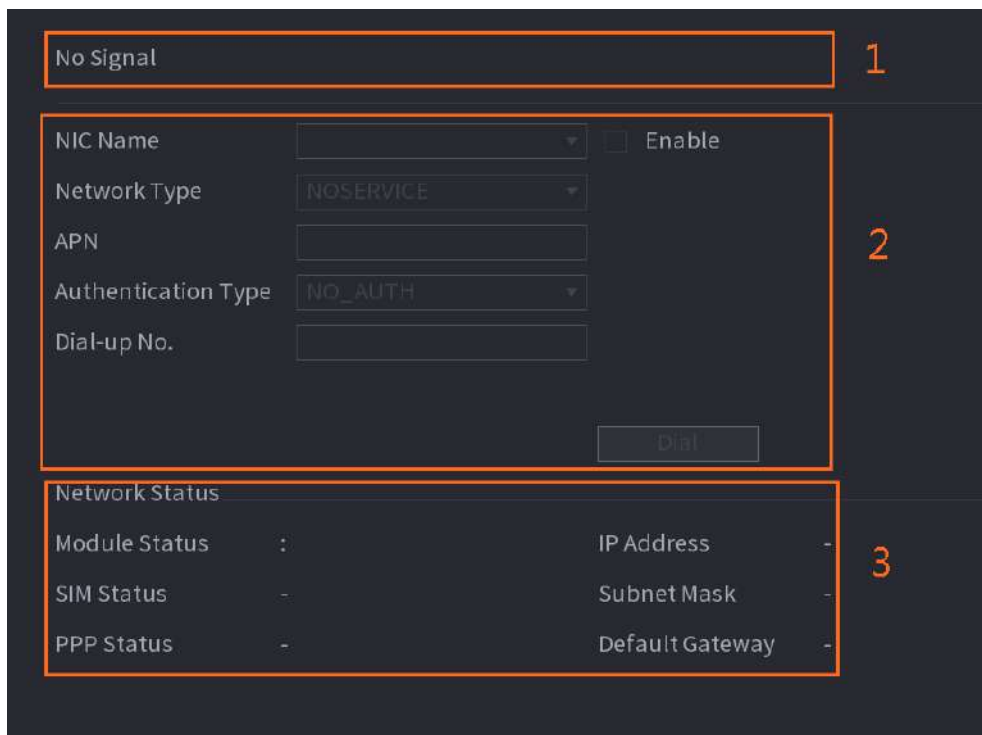 No Signal
1
NIC Name Enable
Network Type NOSERVICE
2
APN
Authentication Type NO_AUTH
Dial-up No.
Dial
Network Status
Module Status : IP Address -
3
SIM Status - Subnet Mask -
PPP Status - Default Gateway -